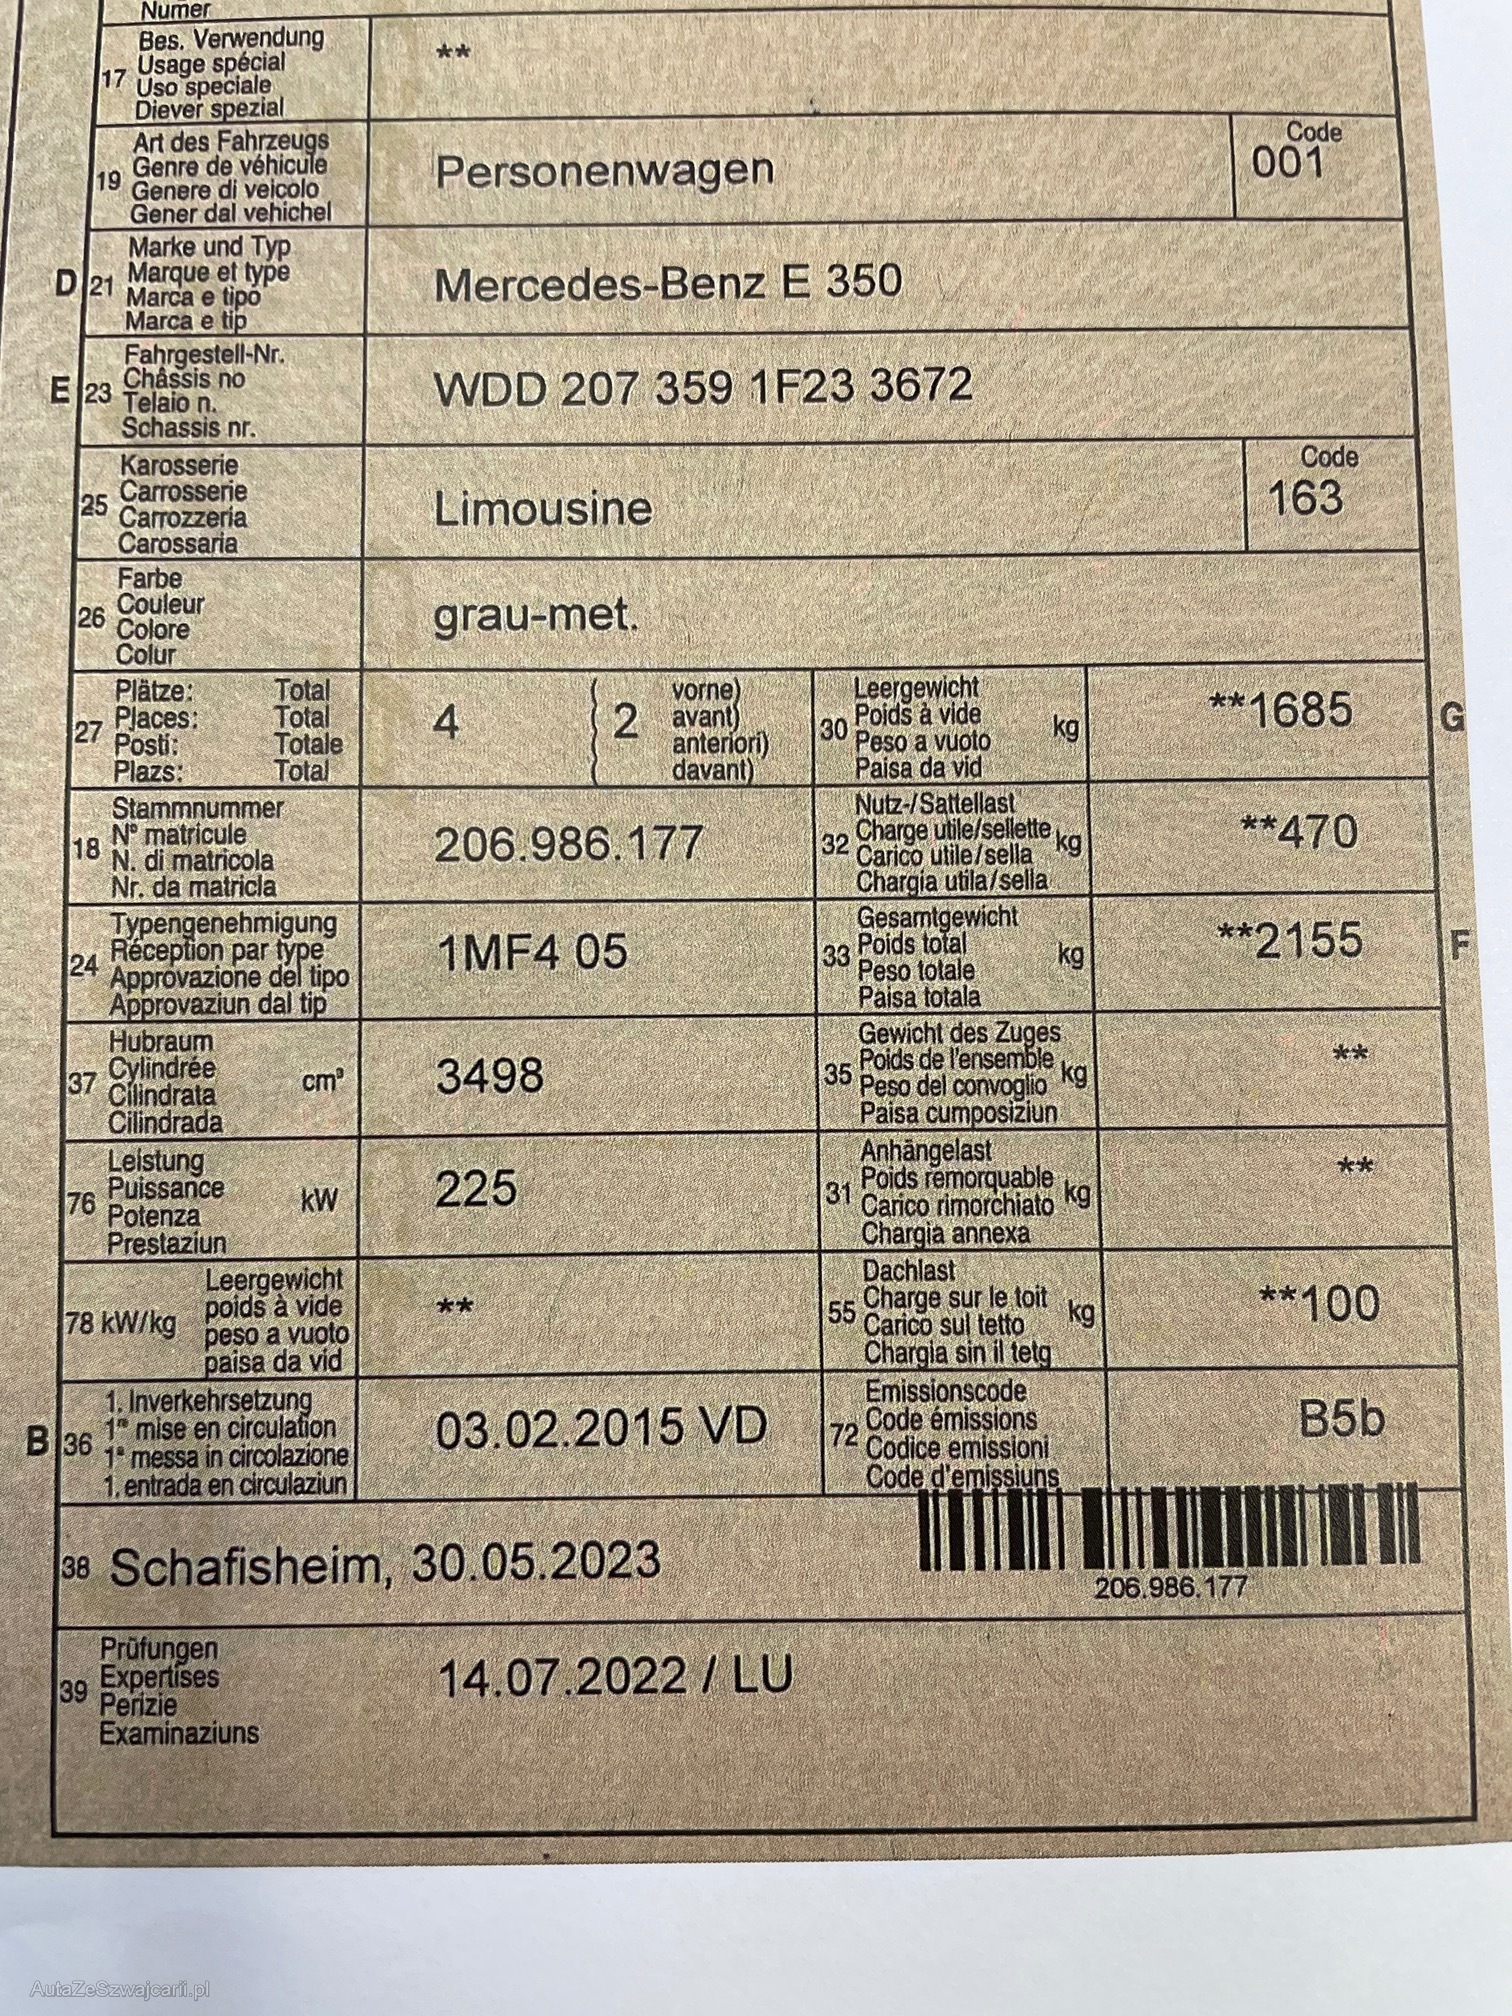 Numer
17 Bes. Verwendung
Usage spécial
Uso speciale
Diever spezial
**
19 Art des Fahrzeugs
Genre de véhicule
Genere di veicolo
Gener dal vehichel
Personenwagen
Code
001
D 21 Marke und Typ
Marque et type
Marca e tipo
Marca e tip
Mercedes-Benz E 350
E 23 Fahrgestell-Nr.
Châssis no
Telaio n.
Schassis nr.
WDD 207 359 1F23 3672
25 Karosserie
Carrosserie
Carrozzeria
Carossaria
Limousine
Code
163
26 Farbe
Couleur
Colore
Colur
grau-met.
27 Plätze: Total
Places: Total
Posti: Totale
Plazs: Total
4 ( 2 vorne)
avant)
anteriori)
davant)
30 Leergewicht
Poids à vide
Peso a vuoto
Paisa da vid
kg
**1685
G
18 Stammnummer
N° matricule
N. di matricola
Nr. da matricla
206.986.177
32 Nutz-/Sattellast
Charge utile/sellette
Carico utile/sella
Chargia utila/sella
kg
**470
24 Typengenehmigung
Réception par type
Approvazione del tipo
Approvaziun dal tip
1MF4 05
33 Gesamtgewicht
Poids total
Peso totale
Paisa totala
kg
**2155
F
37 Hubraum
Cylindrée
Cilindrata
Cilindrada
cm³
3498
35 Gewicht des Zuges
Poids de l'ensemble
Peso del convoglio
Paisa cumposiziun
kg
**
76 Leistung
Puissance
Potenza
Prestaziun
kW
225
31 Anhängelast
Poids remorquable
Carico rimorchiato
Chargia annexa
kg
**
78 kW/kg Leergewicht
poids à vide
peso a vuoto
paisa da vid
**
55 Dachlast
Charge sur le toit
Carico sul tetto
Chargia sin il tetg
kg
**100
B 36 1. Inverkehrsetzung
1re mise en circulation
1a messa in circolazione
1. entrada en circulaziun
03.02.2015 VD
72 Emissionscode
Code émissions
Codice emissioni
Code d'emissiuns
B5b
38 Schafisheim, 30.05.2023
206.986.177
39 Prüfungen
Expertises
Perizie
Examinaziuns
14.07.2022 / LU
AutaZeSzwajcarii.pl